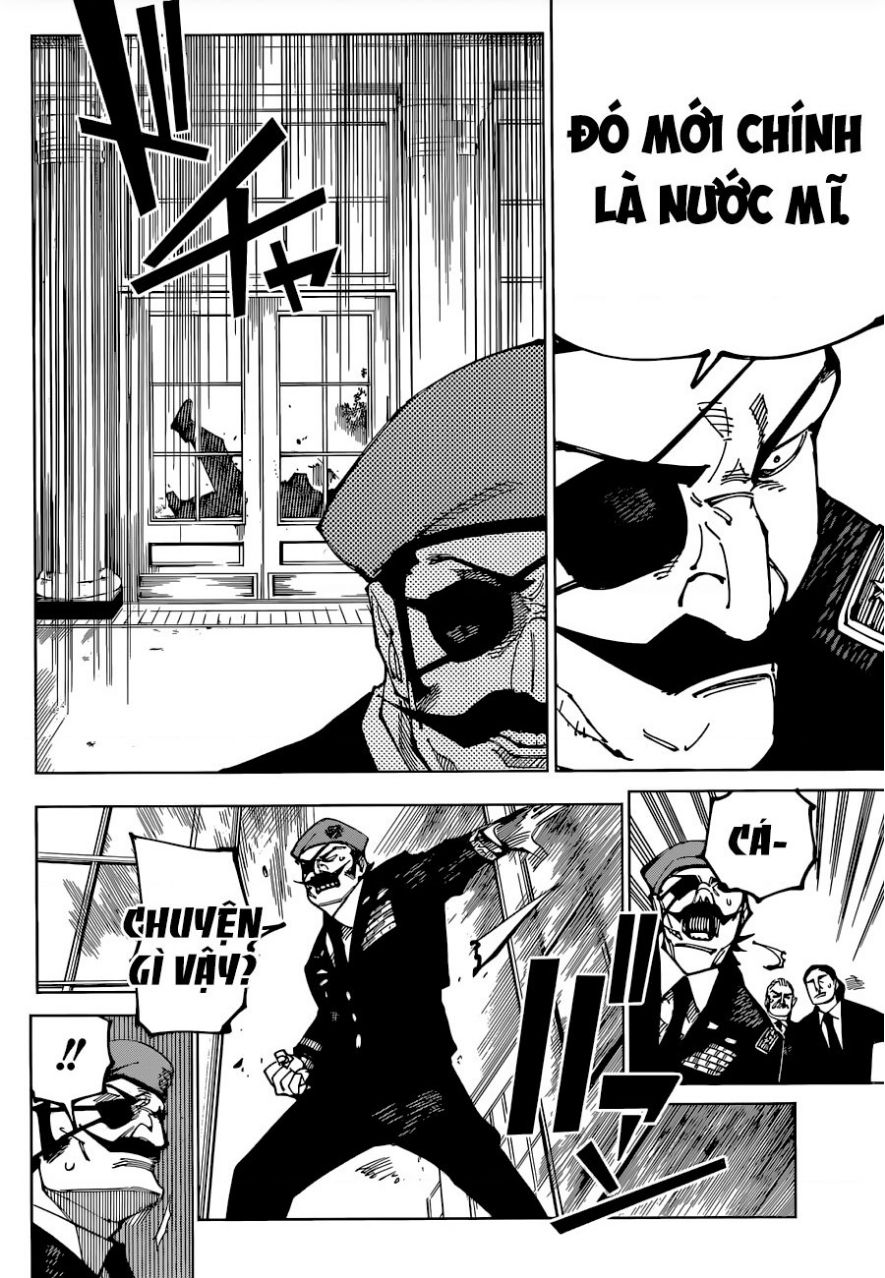 ĐÓ MỚI CHÍNH
LÀ NƯỚC MĨ.
CÁ-
CHUYỆN
GÌ VẬY?
!!